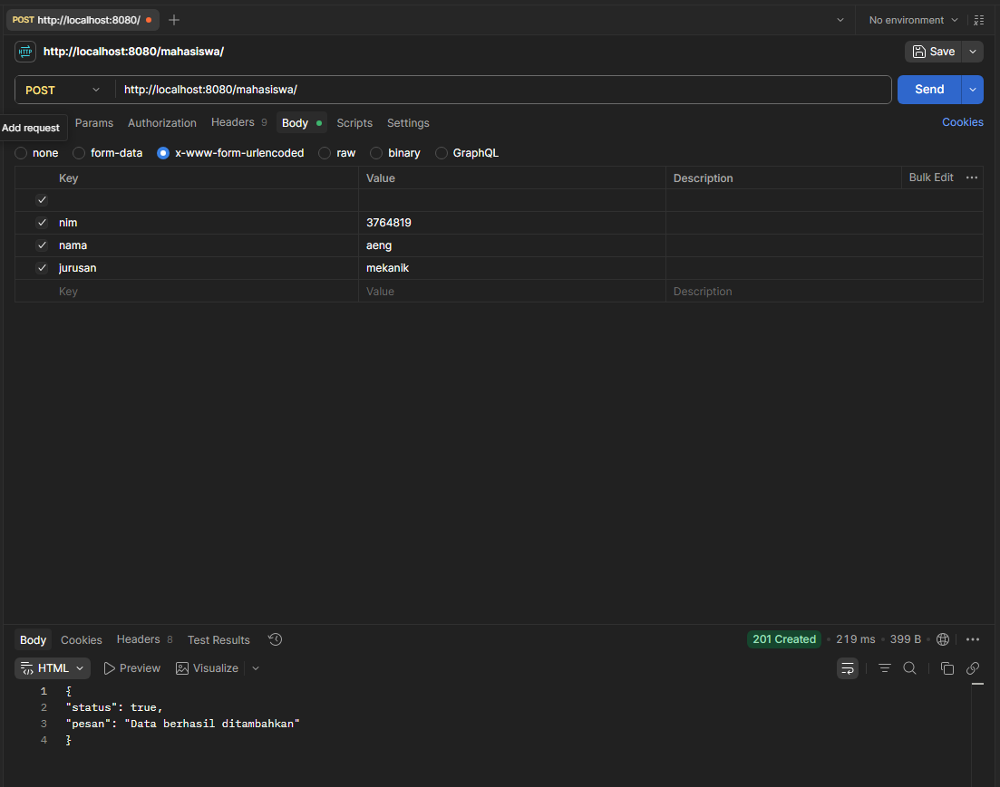 POST http://localhost:8080/
No environment
HTTP http://localhost:8080/mahasiswa/ Save
POST http://localhost:8080/mahasiswa/ Send
Add request Params Authorization Headers 9 Body Scripts Settings Cookies
none form-data x-www-form-urlencoded raw binary GraphQL
Key Value Description Bulk Edit
nim 3764819
nama aeng
jurusan mekanik
Key Value Description
Body Cookies Headers 8 Test Results 201 Created 219 ms 399 B
HTML Preview Visualize
1 {
2 "status": true,
3 "pesan": "Data berhasil ditambahkan"
4 }